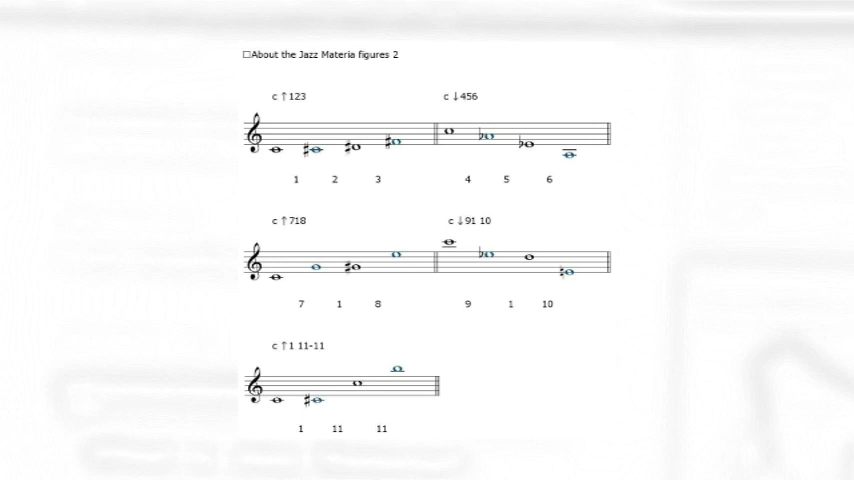 □About the Jazz Materia figures 2
c ↑123
c ↓456
1 2 3
4 5 6
c ↑718
c ↓91 10
7 1 8
9 1 10
c ↑1 11-11
1 11 11